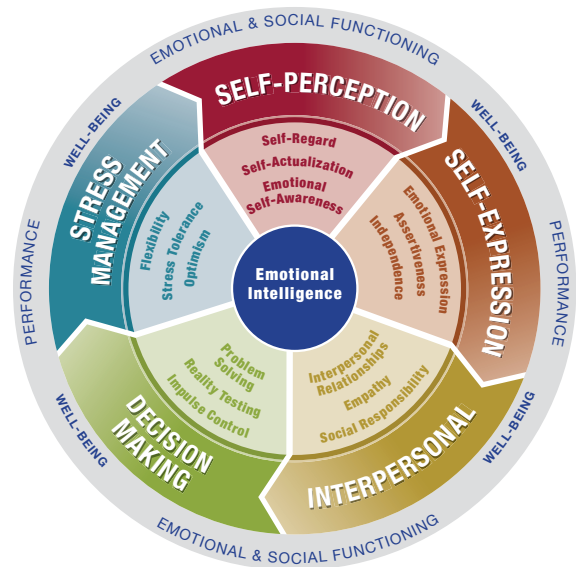 EMOTIONAL & SOCIAL FUNCTIONING
WELL-BEING
WELL-BEING
SELF-PERCEPTION
Self-Regard
Self-Actualization
Emotional
Self-Awareness
SELF-EXPRESSION
Emotional Expression
Assertiveness
Independence
STRESS
MANAGEMENT
Flexibility
Stress Tolerance
Optimism
PERFORMANCE
PERFORMANCE
Emotional
Intelligence
Problem
Solving
Reality Testing
Impulse Control
DECISION
MAKING
Interpersonal
Relationships
Empathy
Social Responsibility
INTERPERSONAL
WELL-BEING
WELL-BEING
EMOTIONAL & SOCIAL FUNCTIONING